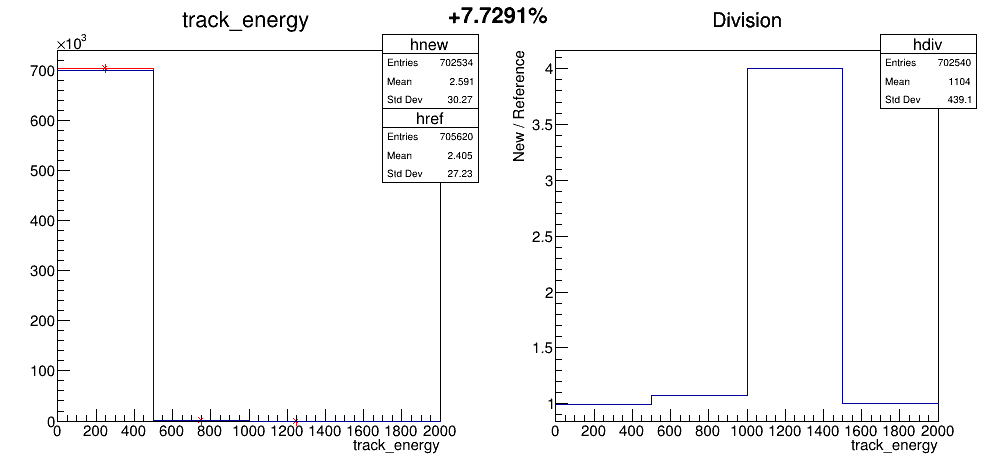 +7.7291%
track_energy
×10³
hnew
Entries 702534
Mean 2.591
Std Dev 30.27
href
Entries 705620
Mean 2.405
Std Dev 27.23
700
600
500
400
300
200
100
0
0 200 400 600 800 1000 1200 1400 1600 1800 2000
track_energy
Division
hdiv
Entries 702540
Mean 1104
Std Dev 439.1
New / Reference
4
3.5
3
2.5
2
1.5
1
0 200 400 600 800 1000 1200 1400 1600 1800 2000
track_energy